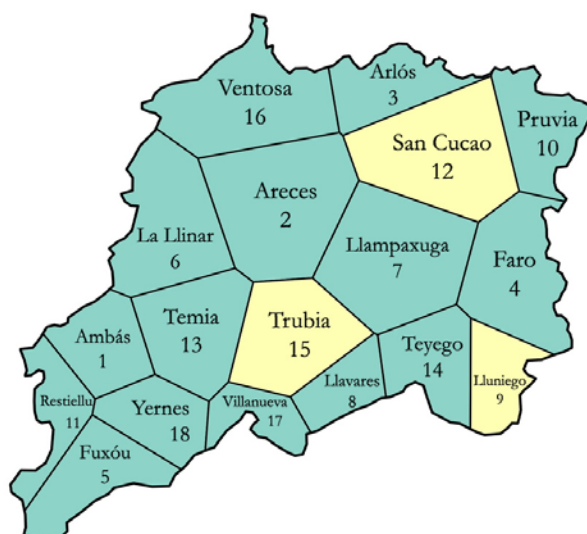 Ventosa
16
Arlós
3
Pruvia
10
San Cucao
12
Areces
2
La Llinar
6
Llampaxuga
7
Faro
4
Temia
13
Trubia
15
Ambás
1
Teyego
14
Lluniego
9
Llavares
8
Restiellu
11
Yernes
18
Villanueva
17
Fuxóu
5